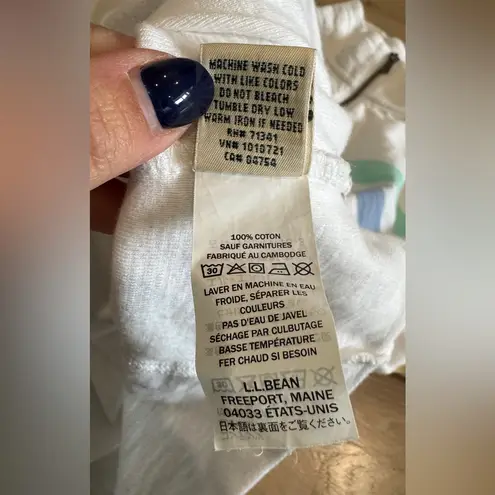 MACHINE WASH COLD
WITH LIKE COLORS
DO NOT BLEACH
TUMBLE DRY LOW
WARM IRON IF NEEDED
RN# 71341
VN# 1010721
CA# 04754
100% COTON
SAUF GARNITURES
FABRIQUÉ AU CAMBODGE
30
LAVER EN MACHINE EN EAU
FROIDE, SÉPARER LES
COULEURS
PAS D'EAU DE JAVEL
SÉCHAGE PAR CULBUTAGE
BASSE TEMPÉRATURE
FER CHAUD SI BESOIN
L.L.BEAN
FREEPORT, MAINE
04033 ÉTATS-UNIS
日本語は裏面をご覧ください。